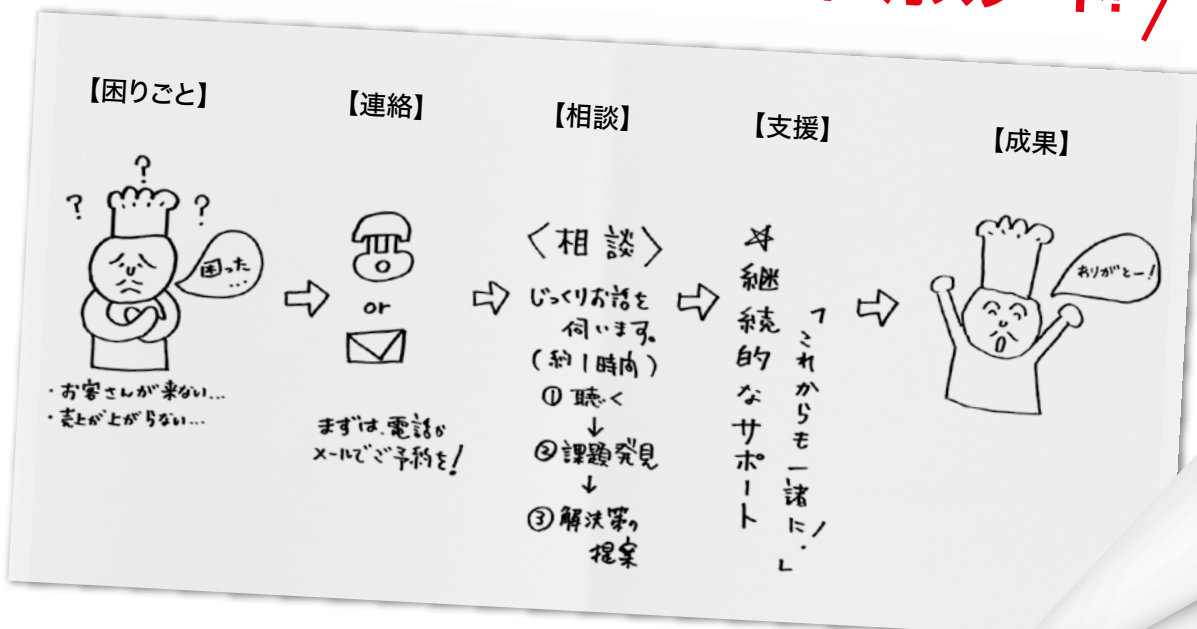 【困りごと】
?
?
?
困った
...
・お客さんが来ない...
・売上が上がらない...
【連絡】
or
まずは、電話か
メールでご予約を!
【相談】
〈相談〉
じっくりお話を
伺います。
(約1時間)
① 聴く
↓
②課題発見
↓
③解決策の
提案
【支援】
☆継続的なサポート
「これからも一諸に!」
【成果】
ありがとー!